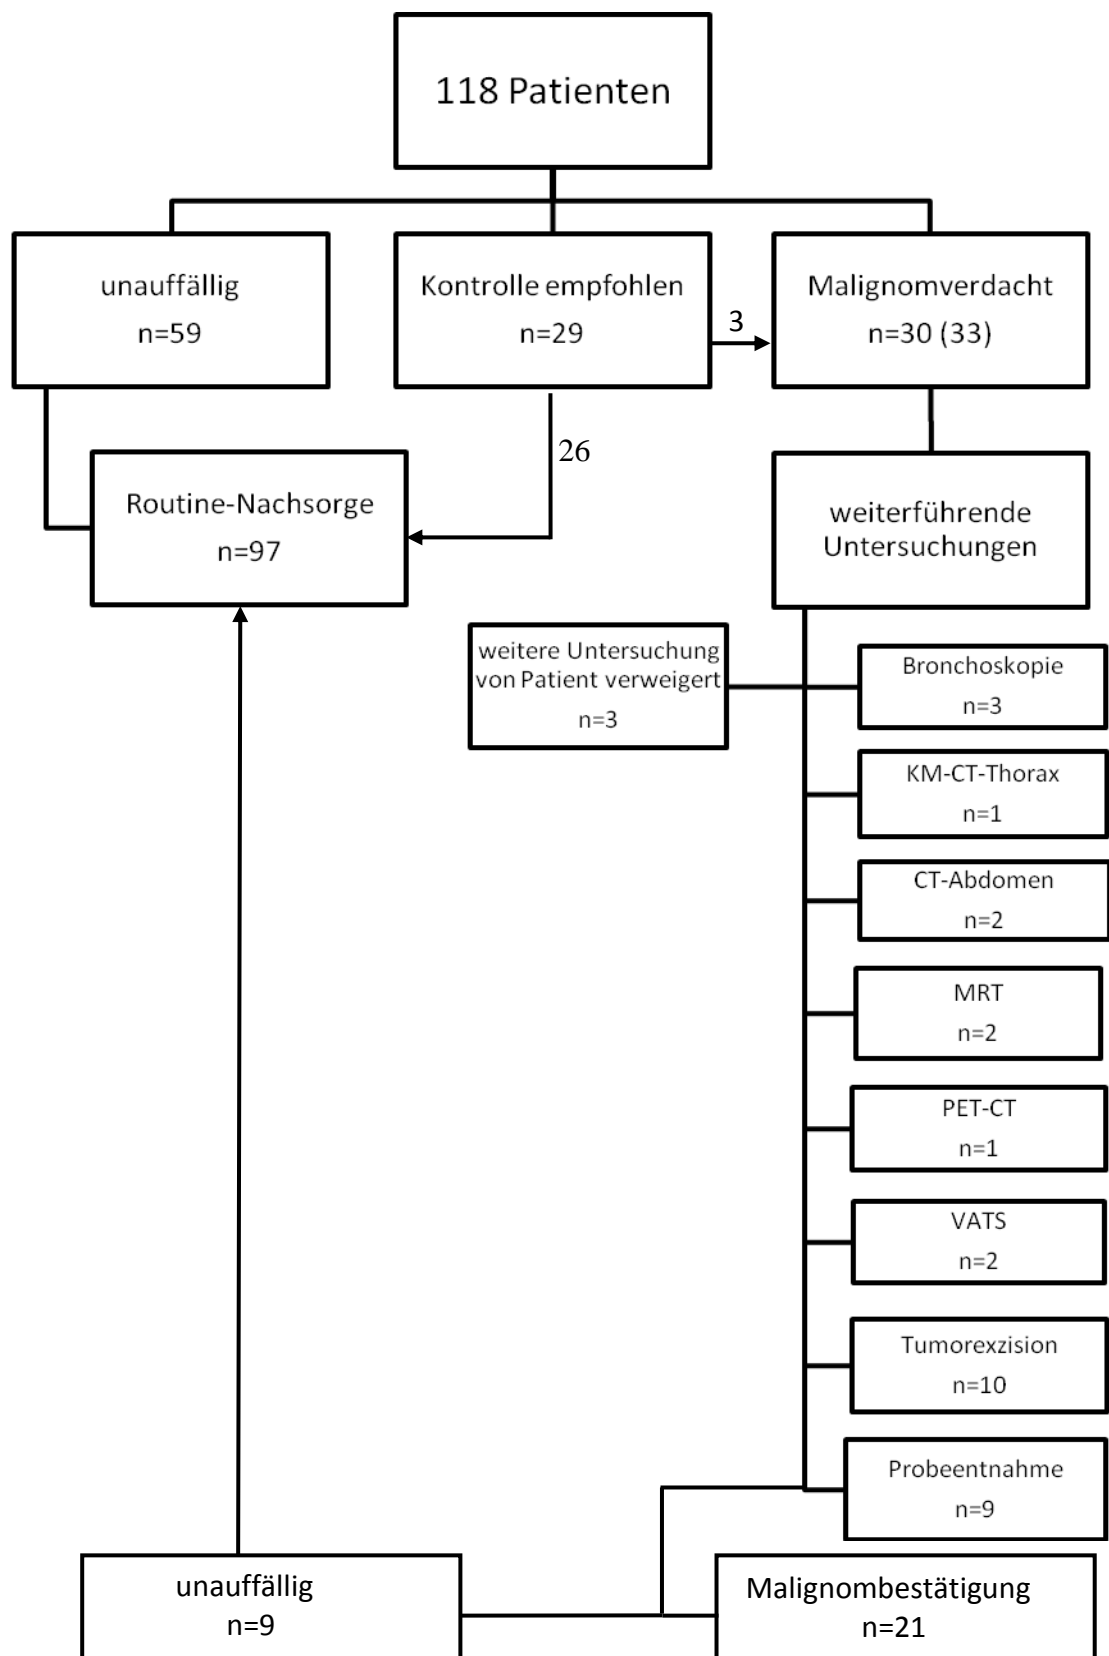 118 Patienten
unauffällig
n=59
Kontrolle empfohlen
n=29
3
Malignomverdacht
n=30 (33)
26
Routine-Nachsorge
n=97
weiterführende
Untersuchungen
weitere Untersuchung
von Patient verweigert
n=3
Bronchoskopie
n=3
KM-CT-Thorax
n=1
CT-Abdomen
n=2
MRT
n=2
PET-CT
n=1
VATS
n=2
Tumorexzision
n=10
Probeentnahme
n=9
unauffällig
n=9
Malignombestätigung
n=21